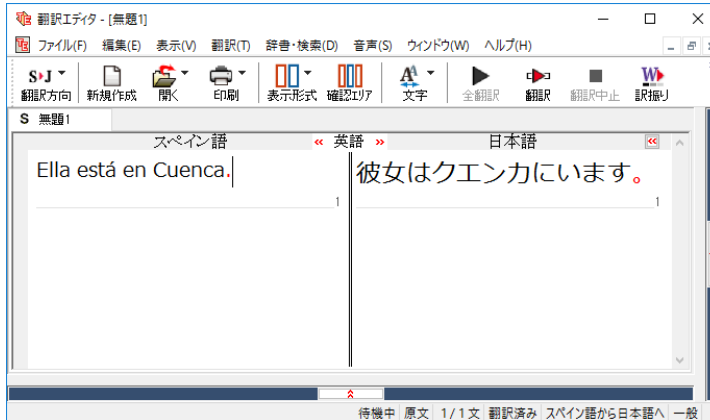 翻訳エディタ - [無題1]
ファイル(F) 編集(E) 表示(V) 翻訳(T) 辞書・検索(D) 音声(S) ウィンドウ(W) ヘルプ(H)
S▸J
翻訳方向 新規作成 開く 印刷 表示形式 確認エリア 文字 全翻訳 翻訳 翻訳中止 訳振り
S 無題1
スペイン語 « 英語 » 日本語 «
Ella está en Cuenca. 彼女はクエンカにいます。
1 1
待機中 原文 1/1文 翻訳済み スペイン語から日本語へ 一般